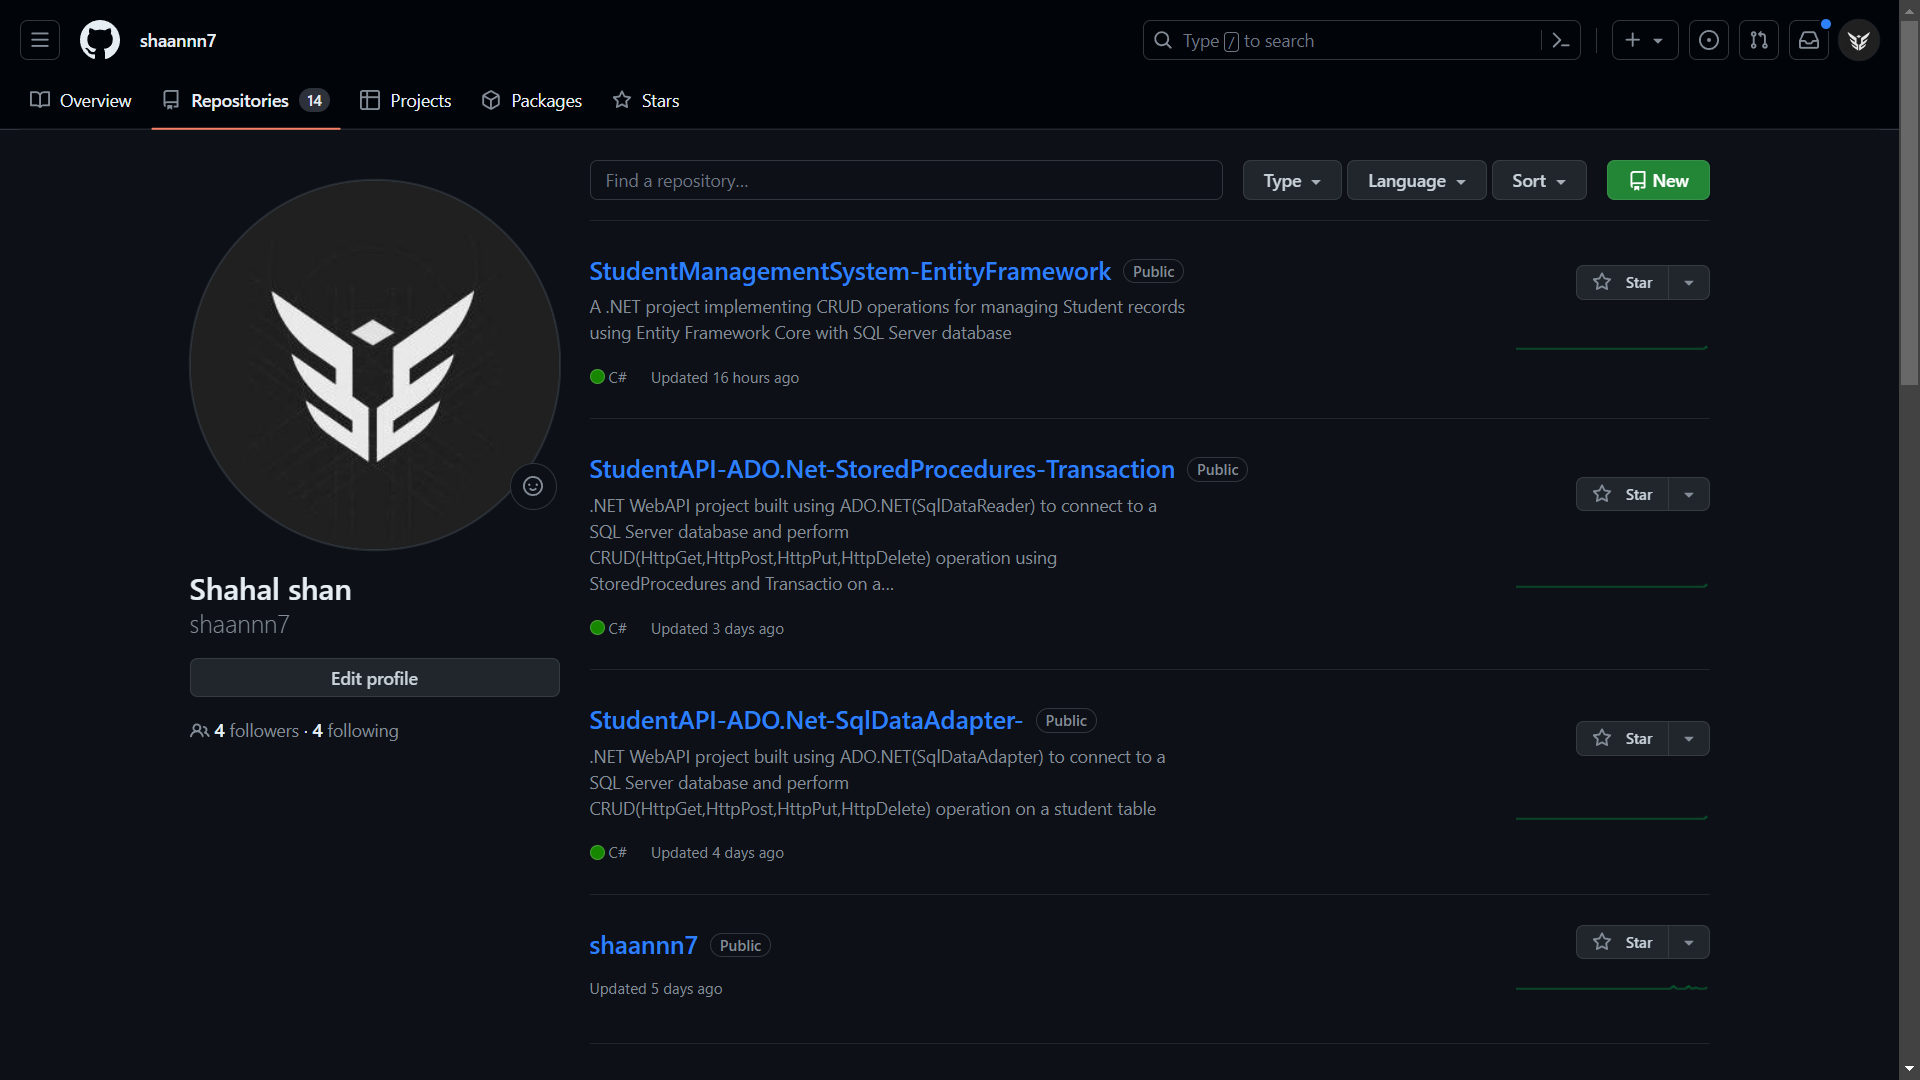 shaannn7
Type / to search
Overview
Repositories 14
Projects
Packages
Stars
Shahal shan
shaannn7
Edit profile
4 followers · 4 following
Find a repository...
Type
Language
Sort
New
StudentManagementSystem-EntityFramework Public
Star
A .NET project implementing CRUD operations for managing Student records
using Entity Framework Core with SQL Server database
C# Updated 16 hours ago
StudentAPI-ADO.Net-StoredProcedures-Transaction Public
Star
.NET WebAPI project built using ADO.NET(SqlDataReader) to connect to a
SQL Server database and perform
CRUD(HttpGet,HttpPost,HttpPut,HttpDelete) operation using
StoredProcedures and Transactio on a...
C# Updated 3 days ago
StudentAPI-ADO.Net-SqlDataAdapter- Public
Star
.NET WebAPI project built using ADO.NET(SqlDataAdapter) to connect to a
SQL Server database and perform
CRUD(HttpGet,HttpPost,HttpPut,HttpDelete) operation on a student table
C# Updated 4 days ago
shaannn7 Public
Star
Updated 5 days ago